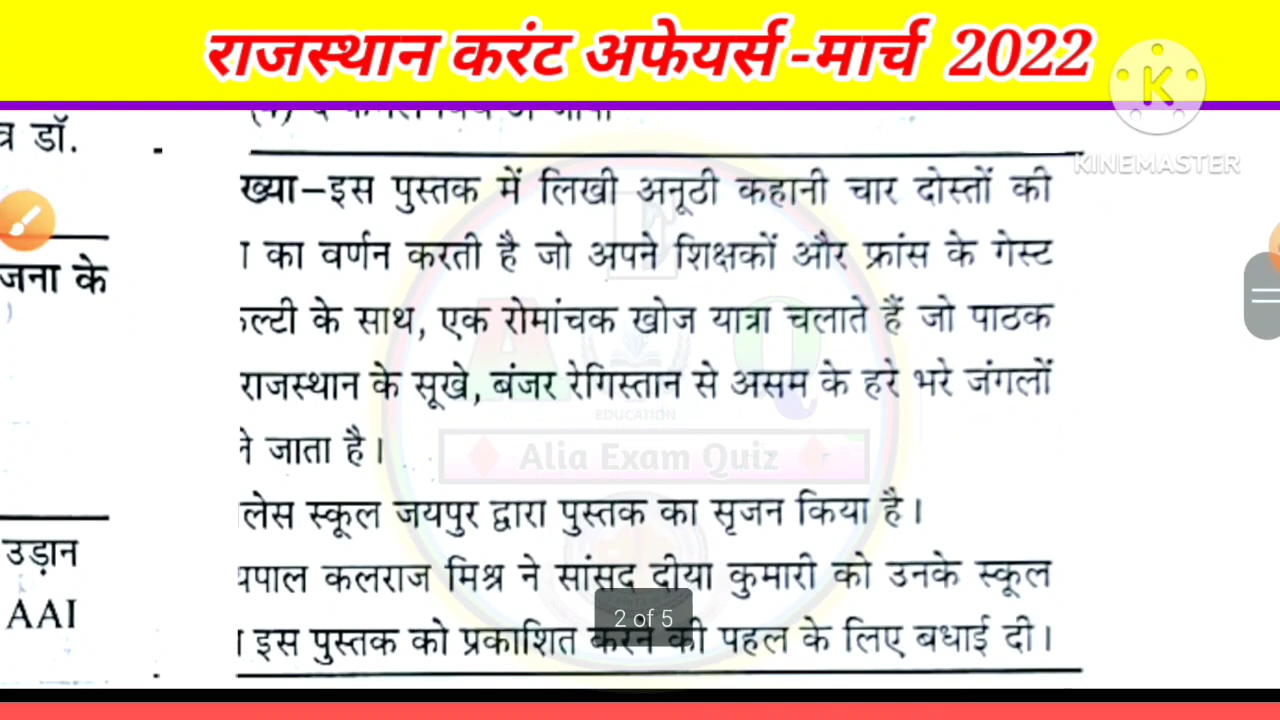 राजस्थान करंट अफेयर्स -मार्च 2022
K
KINEMASTER
त्र डॉ.
जना के
उड़ान
AAI
ख्या–इस पुस्तक में लिखी अनूठी कहानी चार दोस्तों की
का वर्णन करती है जो अपने शिक्षकों और फ्रांस के गेस्ट
ल्टी के साथ, एक रोमांचक खोज यात्रा चलाते हैं जो पाठक
राजस्थान के सूखे, बंजर रेगिस्तान से असम के हरे भरे जंगलों
जाता है।
लेस स्कूल जयपुर द्वारा पुस्तक का सृजन किया है।
यपाल कलराज मिश्र ने सांसद दीया कुमारी को उनके स्कूल
इस पुस्तक को प्रकाशित करने की पहल के लिए बधाई दी।
E
A
Q
EDUCATION
Alia Exam Quiz
2 of 5